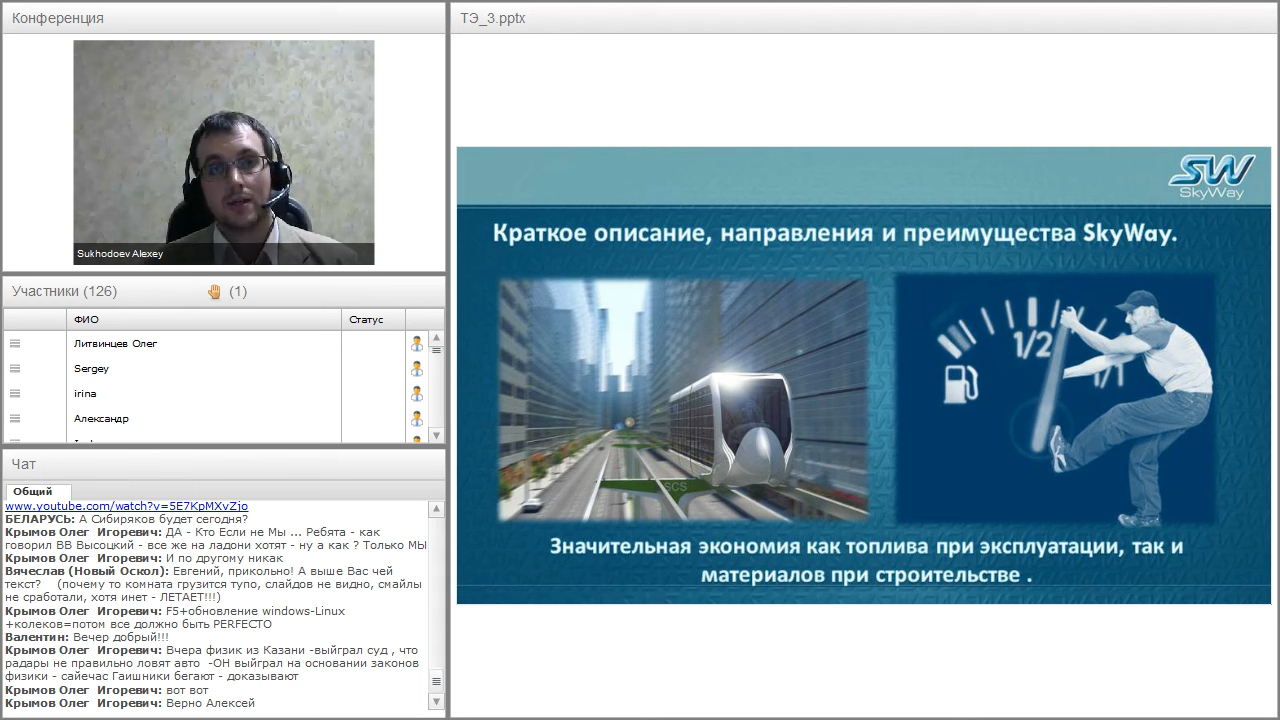 Конференция
Sukhodoev Alexey
Участники (126)
(1)
ФИО
Статус
Литвинцев Олег
Sergey
irina
Александр
Чат
Общий
www.youtube.com/watch?v=5E7KpMXvZjo
БЕЛАРУСЬ: А Сибиряков будет сегодня?
Крымов Олег Игоревич: ДА - Кто Если не Мы ... Ребята - как
говорил ВВ Высоцкий - все же на ладони хотят - ну а как ? Только МЫ
Крымов Олег Игоревич: И по другому никак
Вячеслав (Новый Оскол): Евгений, прикольно! А выше Вас чей
текст? (почему то комната грузится тупо, слайдов не видно, смайлы
не сработали, хотя инет - ЛЕТАЕТ!!!)
Крымов Олег Игоревич: F5+обновление windows-Linux
+колеков=потом все должно быть PERFECTO
Валентин: Вечер добрый!!!
Крымов Олег Игоревич: Вчера физик из Казани -выйграл суд , что
радары не правильно ловят авто -ОН выйграл на основании законов
физики - сайечас Гаишники бегают - доказывают
Крымов Олег Игоревич: вот вот
Крымов Олег Игоревич: Верно Алексей
ТЭ_3.pptx
SW
SkyWay
Краткое описание, направления и преимущества SkyWay.
SCS
1/2
1/1
Значительная экономия как топлива при эксплуатации, так и
материалов при строительстве .